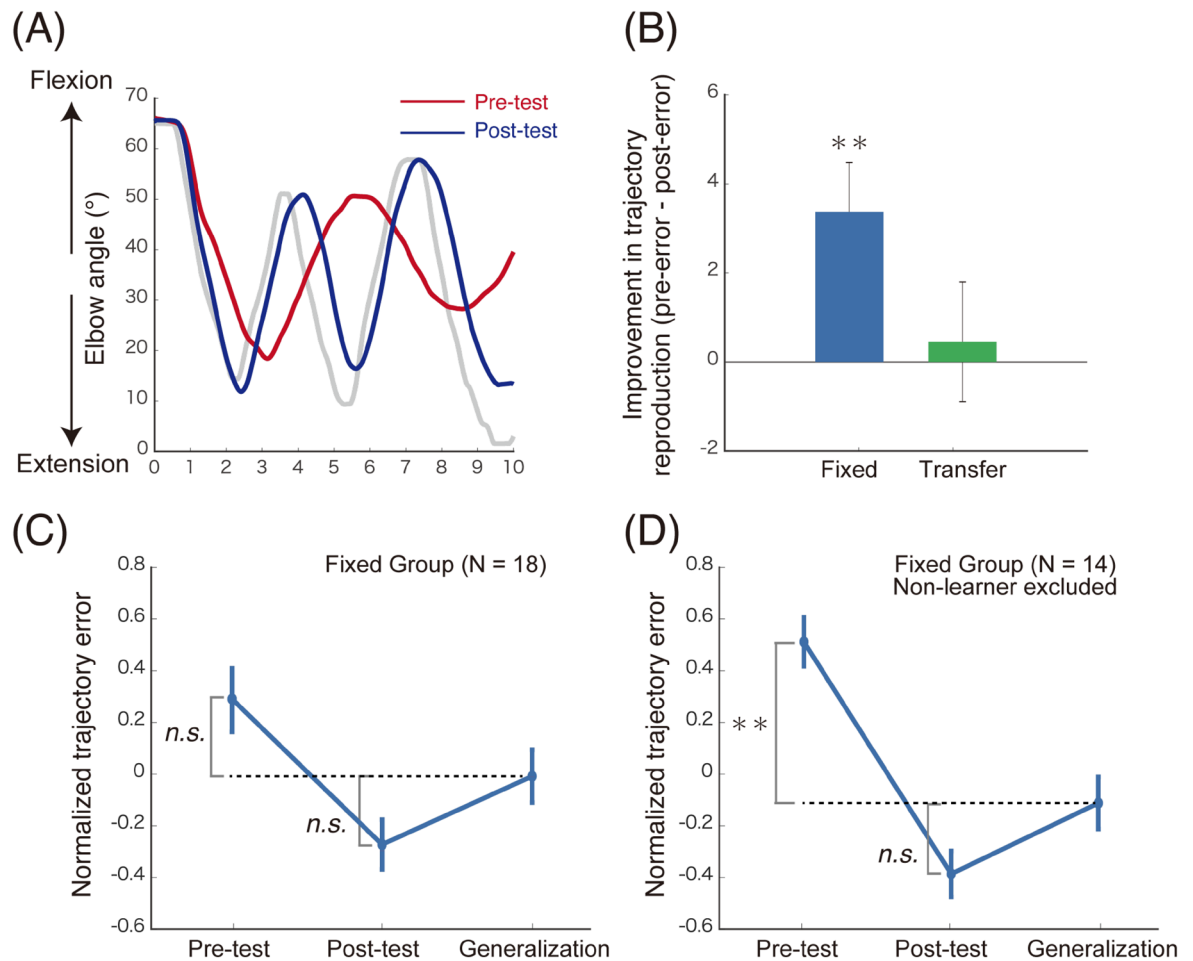 (A)
Flexion
Extension
Elbow angle (°)
70
60
50
40
30
20
10
0
0 1 2 3 4 5 6 7 8 9 10
Pre-test
Post-test
(B)
Improvement in trajectory
reproduction (pre-error - post-error)
6
4
2
0
-2
**
Fixed Transfer
(C)
Fixed Group (N = 18)
Normalized trajectory error
0.8
0.6
0.4
0.2
0
-0.2
-0.4
-0.6
n.s.
n.s.
Pre-test Post-test Generalization
(D)
Fixed Group (N = 14)
Non-learner excluded
Normalized trajectory error
0.8
0.6
0.4
0.2
0
-0.2
-0.4
-0.6
**
n.s.
Pre-test Post-test Generalization